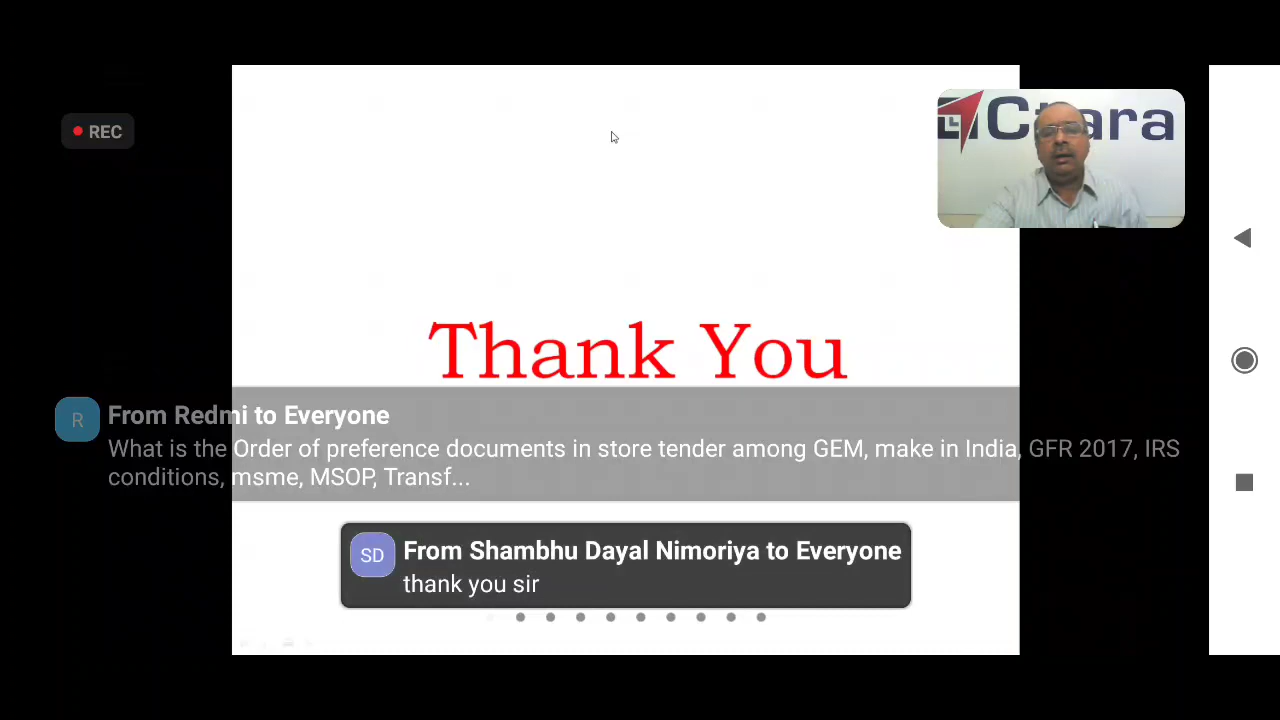 REC
Ctara
Thank You
R
From Redmi to Everyone
What is the Order of preference documents in store tender among GEM, make in India, GFR 2017, IRS
conditions, msme, MSOP, Transf...
SD
From Shambhu Dayal Nimoriya to Everyone
thank you sir